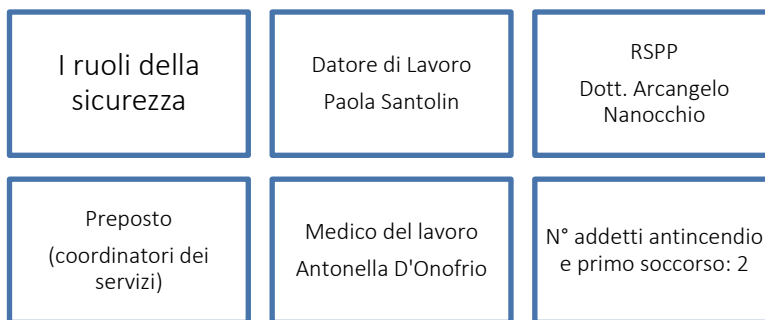 I ruoli della
sicurezza
Datore di Lavoro
Paola Santolin
RSPP
Dott. Arcangelo
Nanocchio
Preposto
(coordinatori dei
servizi)
Medico del lavoro
Antonella D'Onofrio
N° addetti antincendio
e primo soccorso: 2